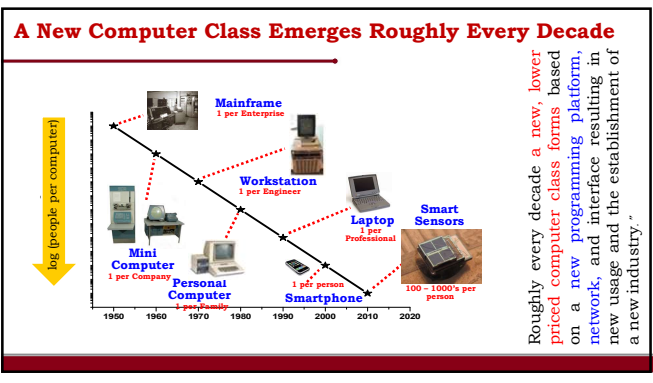 A New Computer Class Emerges Roughly Every Decade
log (people per computer)
Mainframe
1 per Enterprise
Workstation
1 per Engineer
Mini
Computer
1 per Company
Personal
Computer
1 per Family
Laptop
1 per
Professional
1 per person
Smartphone
Smart
Sensors
100 – 1000's per
person
1950 1960 1970 1980 1990 2000 2010 2020
Roughly every decade a new, lower
priced computer class forms based
on a new programming platform,
network, and interface resulting in
new usage and the establishment of
a new industry."